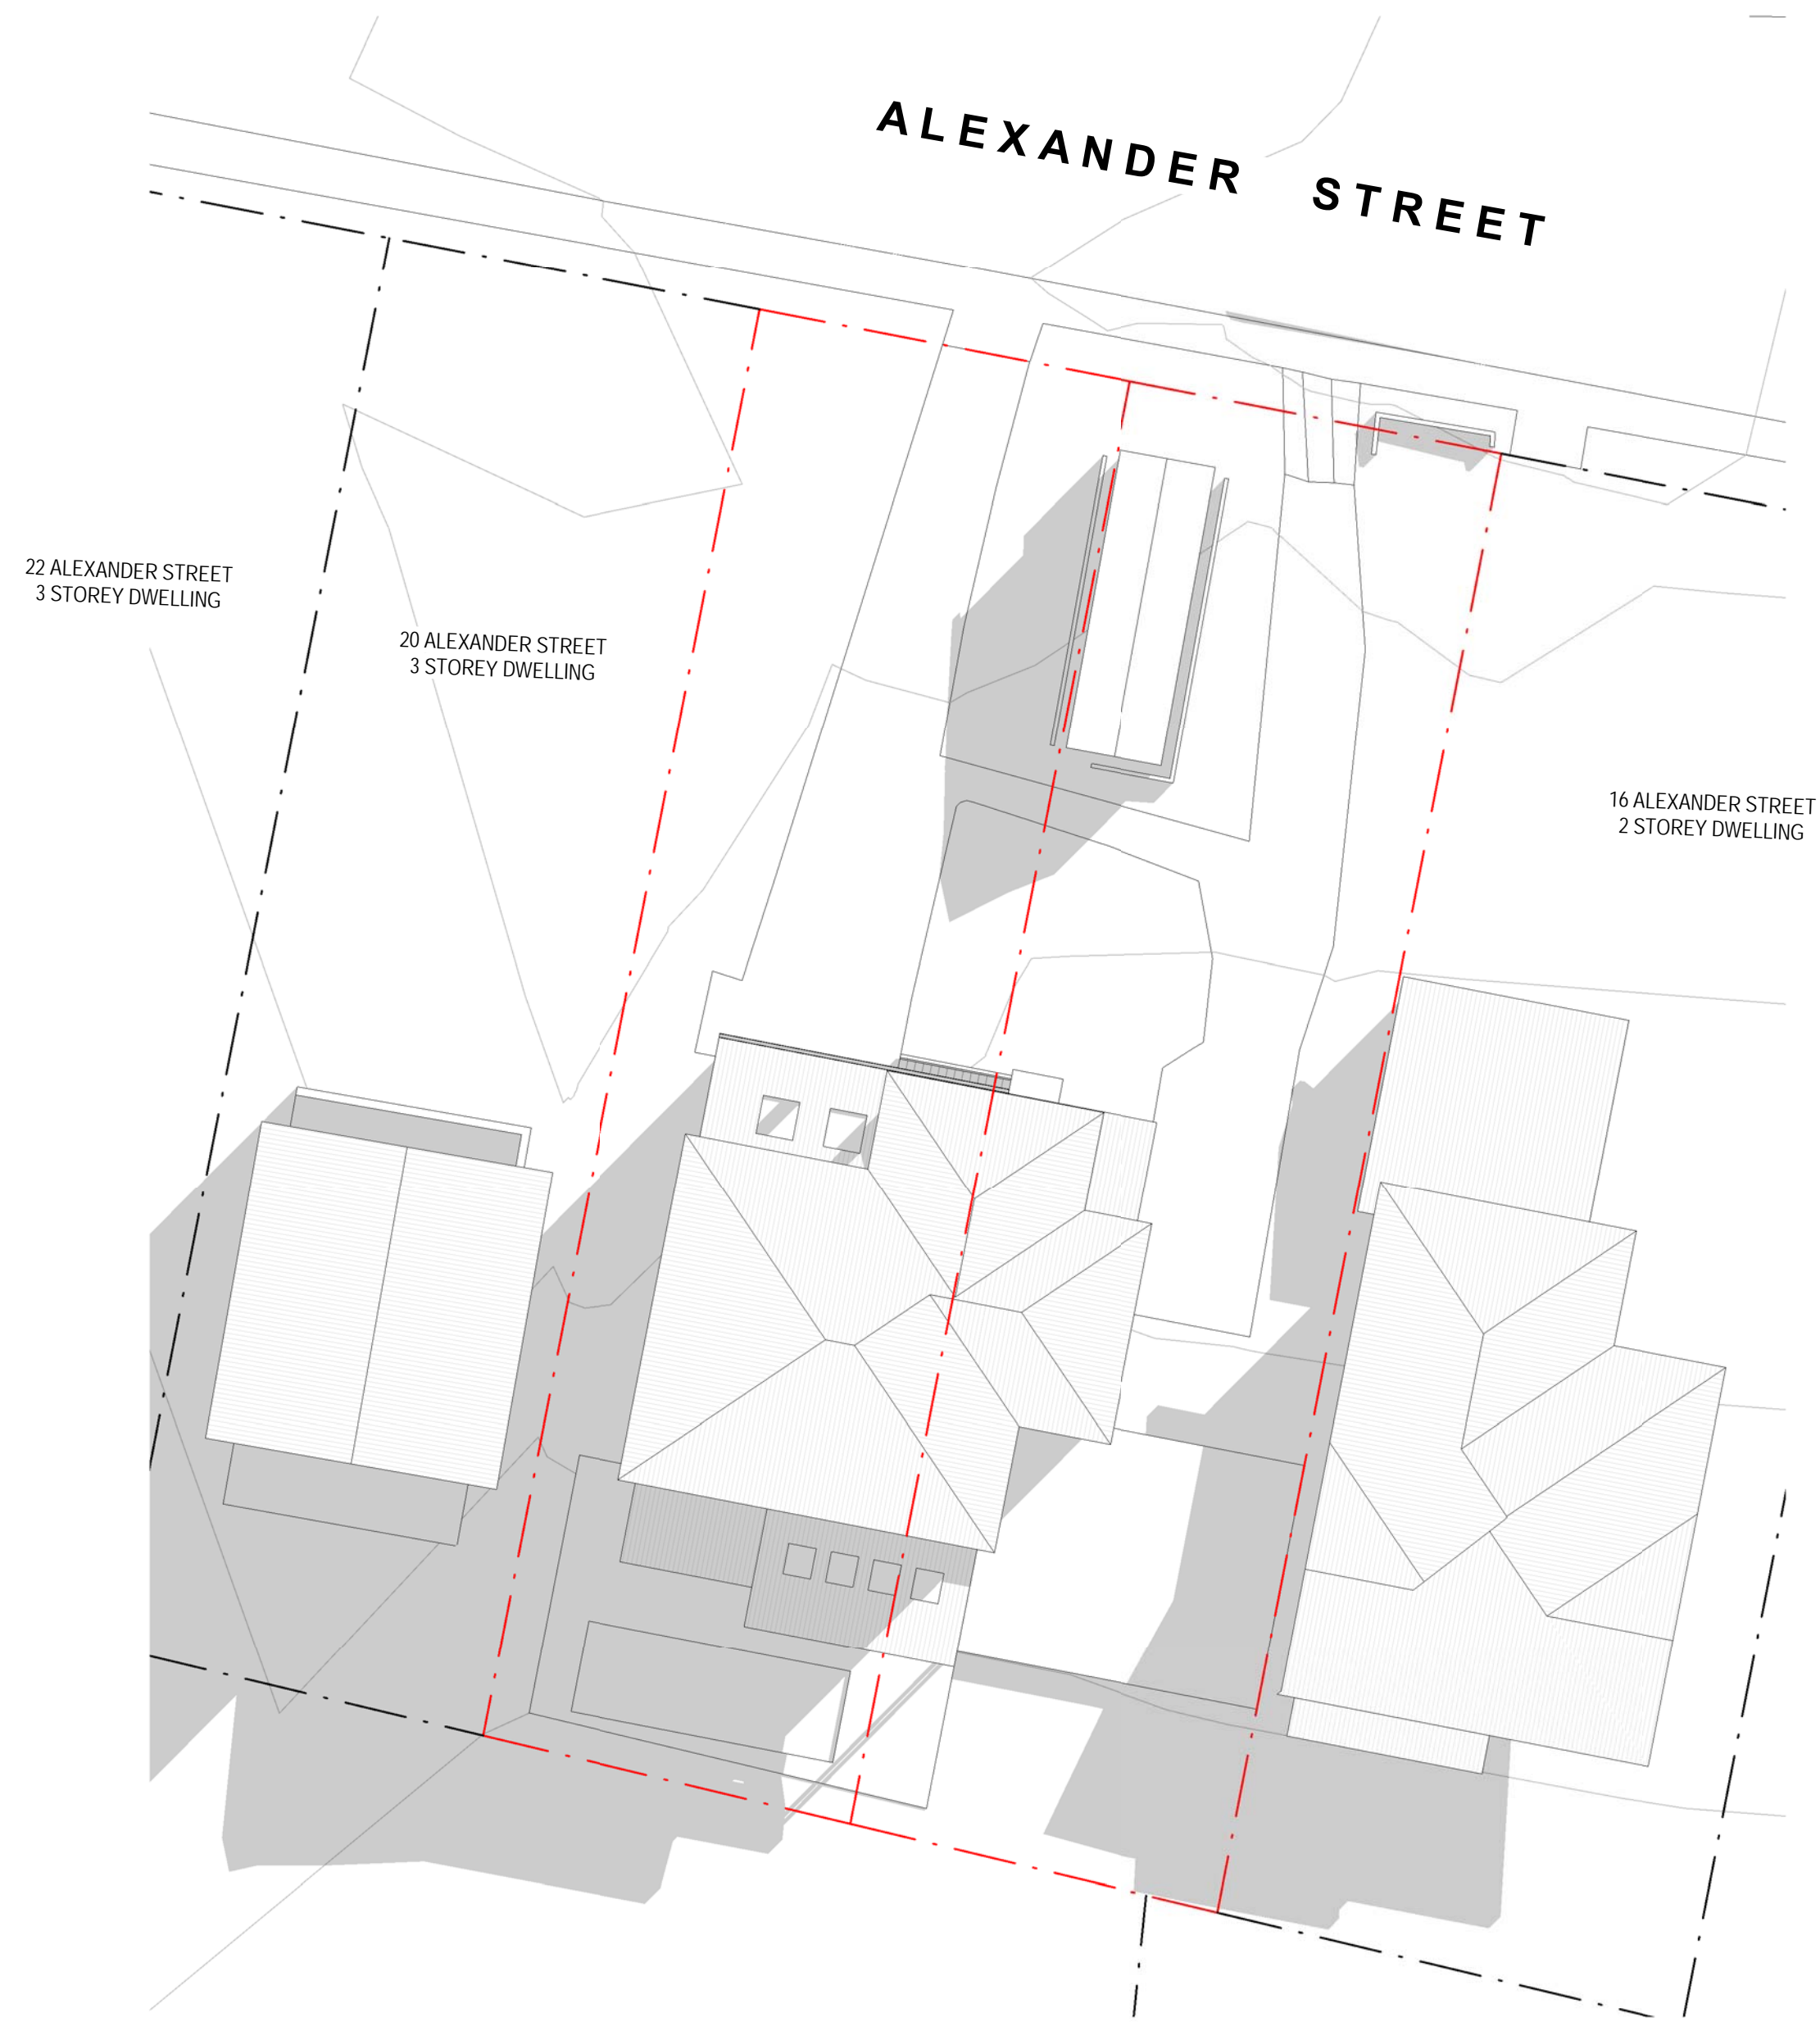 ALEXANDER STREET
22 ALEXANDER STREET
3 STOREY DWELLING
20 ALEXANDER STREET
3 STOREY DWELLING
16 ALEXANDER STREET
2 STOREY DWELLING